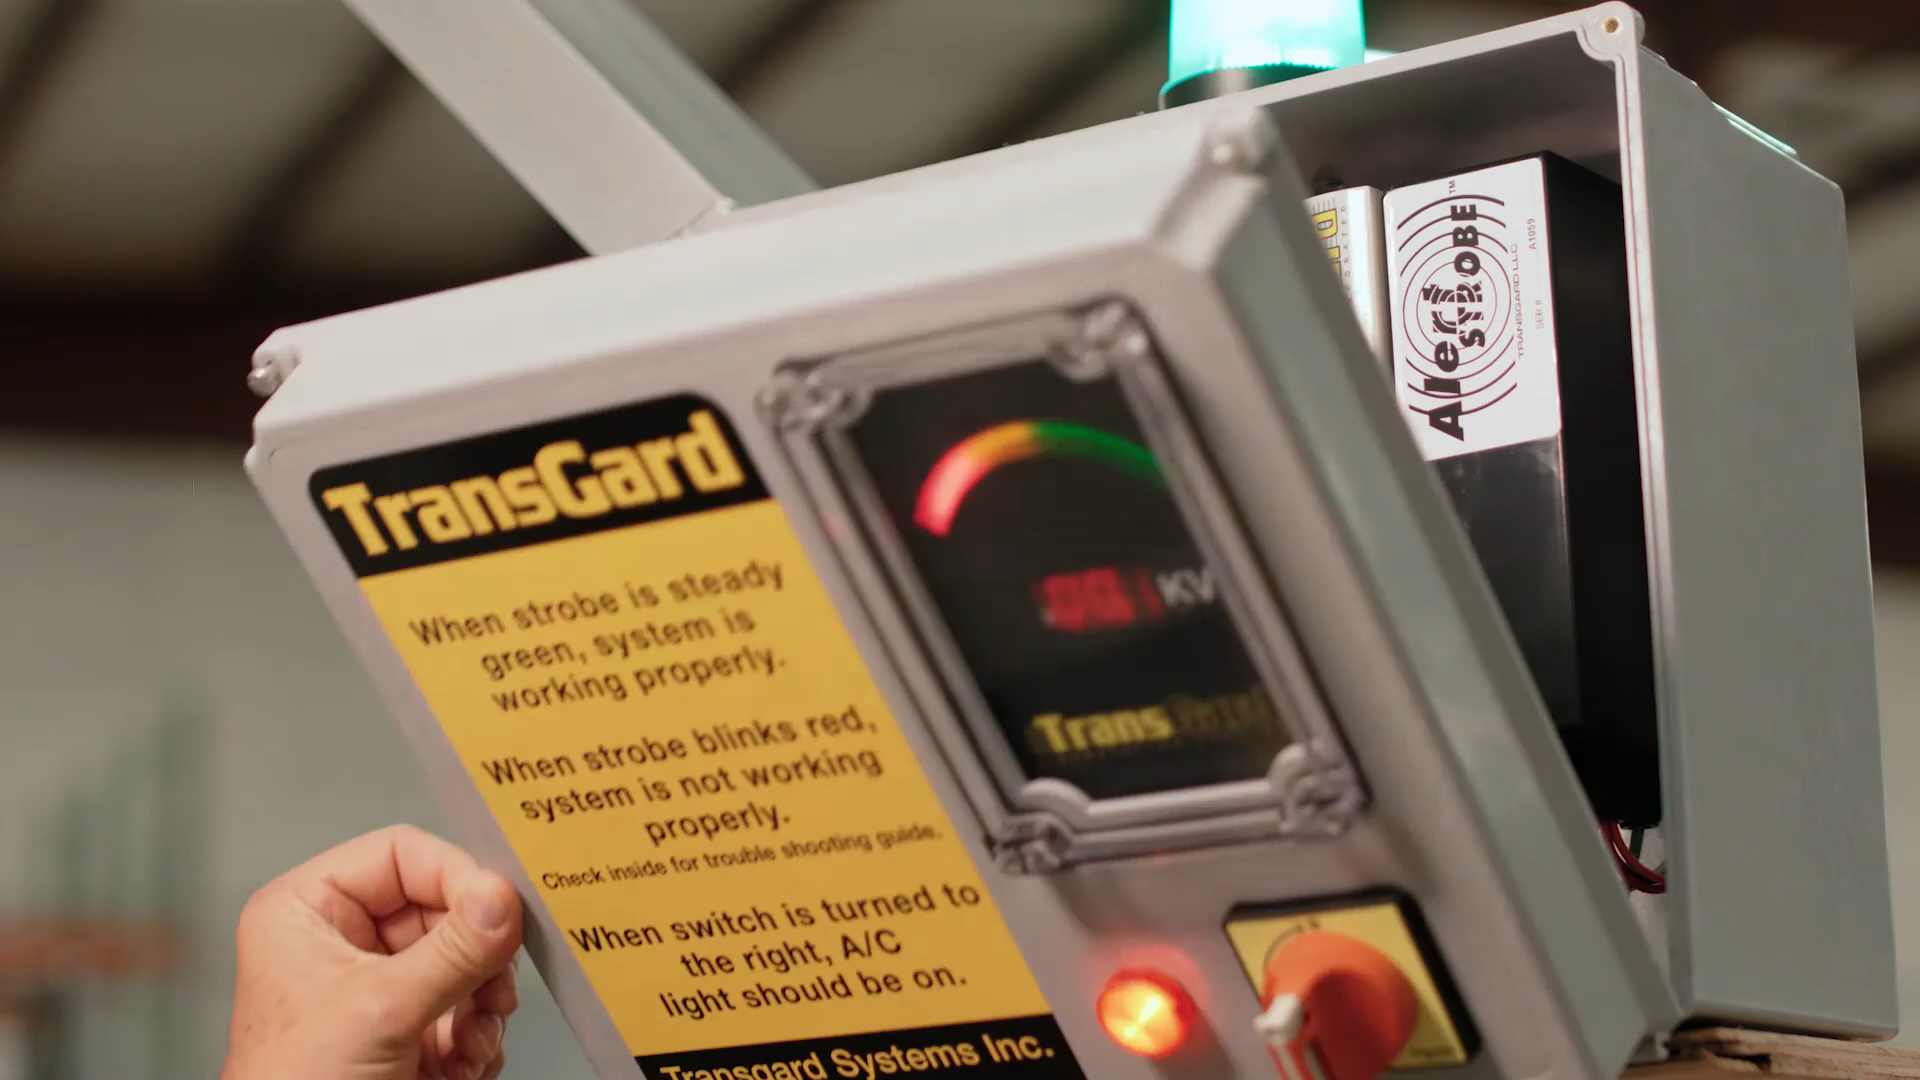 TransGard
When strobe is steady
green, system is
working properly.
When strobe blinks red,
system is not working
properly.
Check inside for trouble shooting guide.
When switch is turned to
the right, A/C
light should be on.
Transgard Systems Inc.
KV
Trans
Alert
STROBE™
TRANSGARD LLC
A1059
SER #